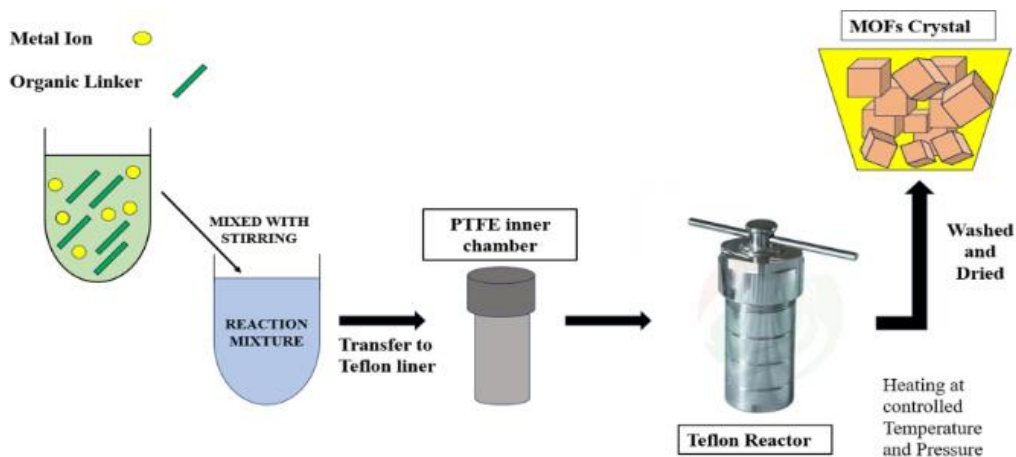 Metal Ion
Organic Linker
MIXED WITH
STIRRING
REACTION
MIXTURE
Transfer to
Teflon liner
PTFE inner
chamber
Teflon Reactor
Heating at
controlled
Temperature
and Pressure
Washed
and
Dried
MOFs Crystal